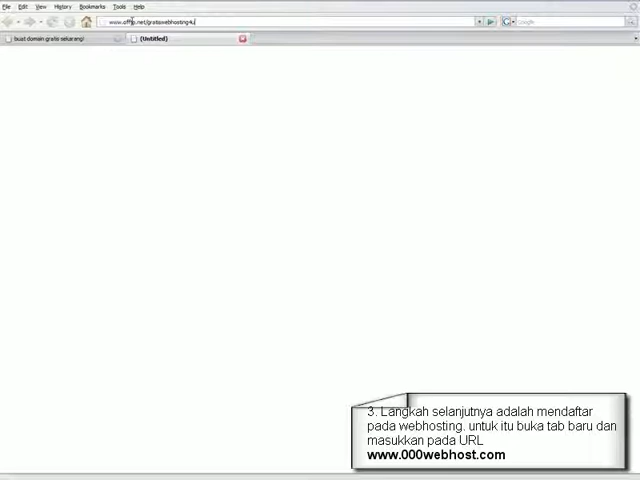 File Edit View History Bookmarks Tools Help
Google
buat domain gratis sekarang!
(Untitled)
3. Langkah selanjutnya adalah mendaftar
pada webhosting. untuk itu buka tab baru dan
masukkan pada URL
www.000webhost.com